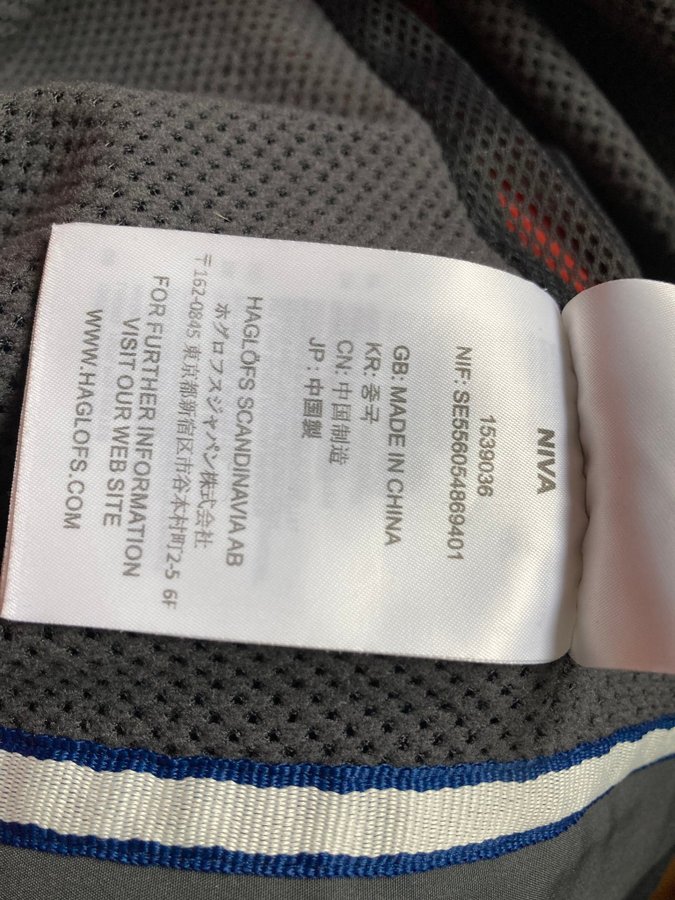 NIVA
1539036
NIF: SE556054869401
GB: MADE IN CHINA
KR: 중국
CN: 中国制造
JP : 中国製
HAGLÖFS SCANDINAVIA AB
ホグロフスジャパン株式会社
〒162-0845 東京都新宿区市谷本村町2-5 6F
FOR FURTHER INFORMATION
VISIT OUR WEB SITE
WWW.HAGLOFS.COM